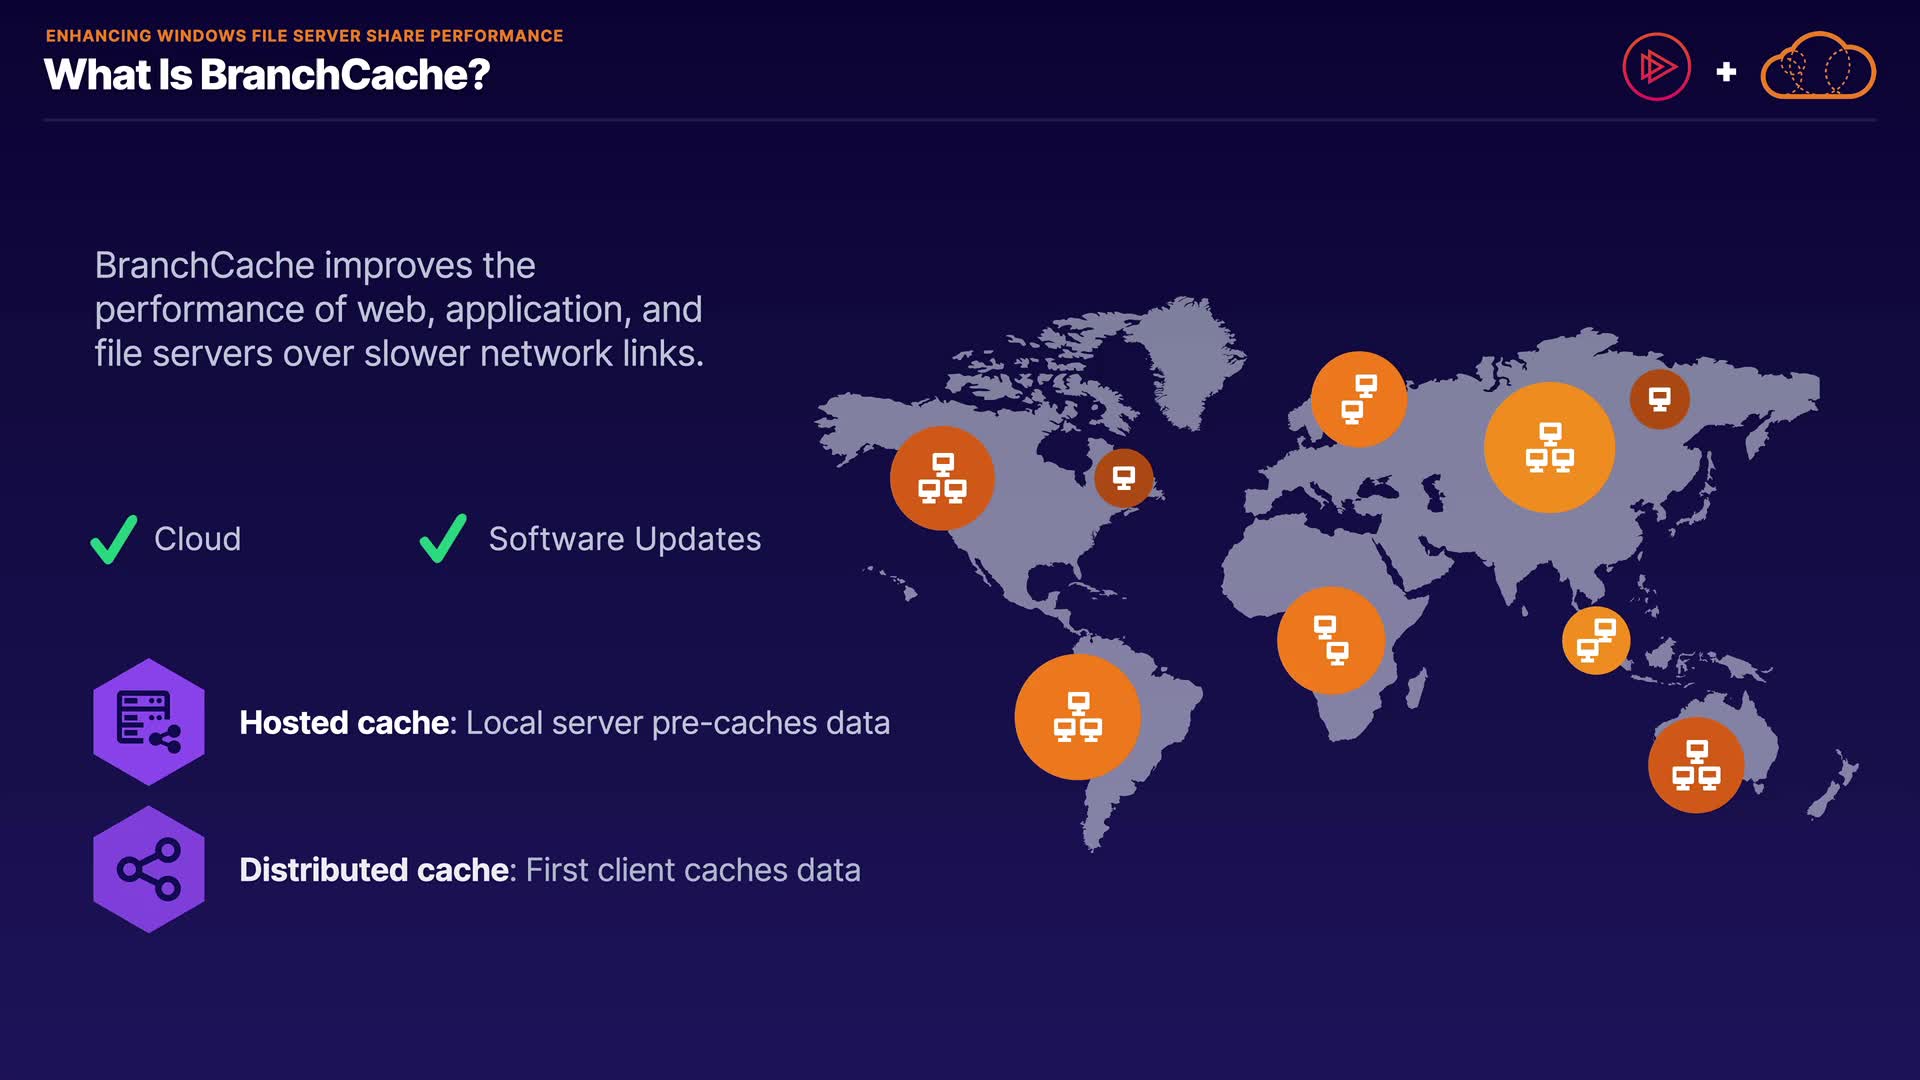 ENHANCING WINDOWS FILE SERVER SHARE PERFORMANCE
What Is BranchCache?
BranchCache improves the
performance of web, application, and
file servers over slower network links.
Cloud
Software Updates
Hosted cache: Local server pre-caches data
Distributed cache: First client caches data